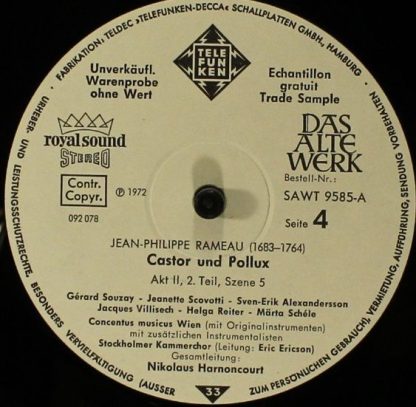 FABRIKATION: TELDEC »TELEFUNKEN-DECCA« SCHALLPLATTEN GMBH, HAMBURG
URHEBER- UND LEISTUNGSSCHUTZRECHTE, BESONDERS VERVIELFÄLTIGUNG (AUSSER ZUM PERSÖNLICHEN GEBRAUCH), VERMIETUNG, AUFFÜHRUNG, SENDUNG VORBEHALTEN
TELE
FUN
KEN
Unverkäufl.
Warenprobe
ohne Wert
Echantillon
gratuit
Trade Sample
royal sound
STEREO
DAS
ALTE
WERK
Contr.
Copyr.
℗ 1972
092 078
Bestell-Nr.:
SAWT 9585-A
Seite 4
JEAN-PHILIPPE RAMEAU (1683–1764)
Castor und Pollux
Akt II, 2. Teil, Szene 5
Gérard Souzay - Jeanette Scovotti - Sven-Erik Alexandersson
Jacques Villisech - Helga Reiter - Märta Schéle
Concentus musicus Wien (mit Originalinstrumenten)
mit zusätzlichen Instrumentalisten
Stockholmer Kammerchor (Leitung: Eric Ericson)
Gesamtleitung:
Nikolaus Harnoncourt
33